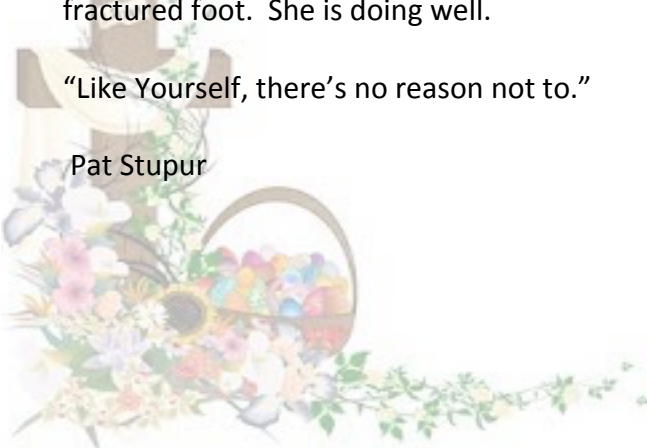 fractured foot.  She is doing well.
“Like Yourself, there’s no reason not to.”
Pat Stupur